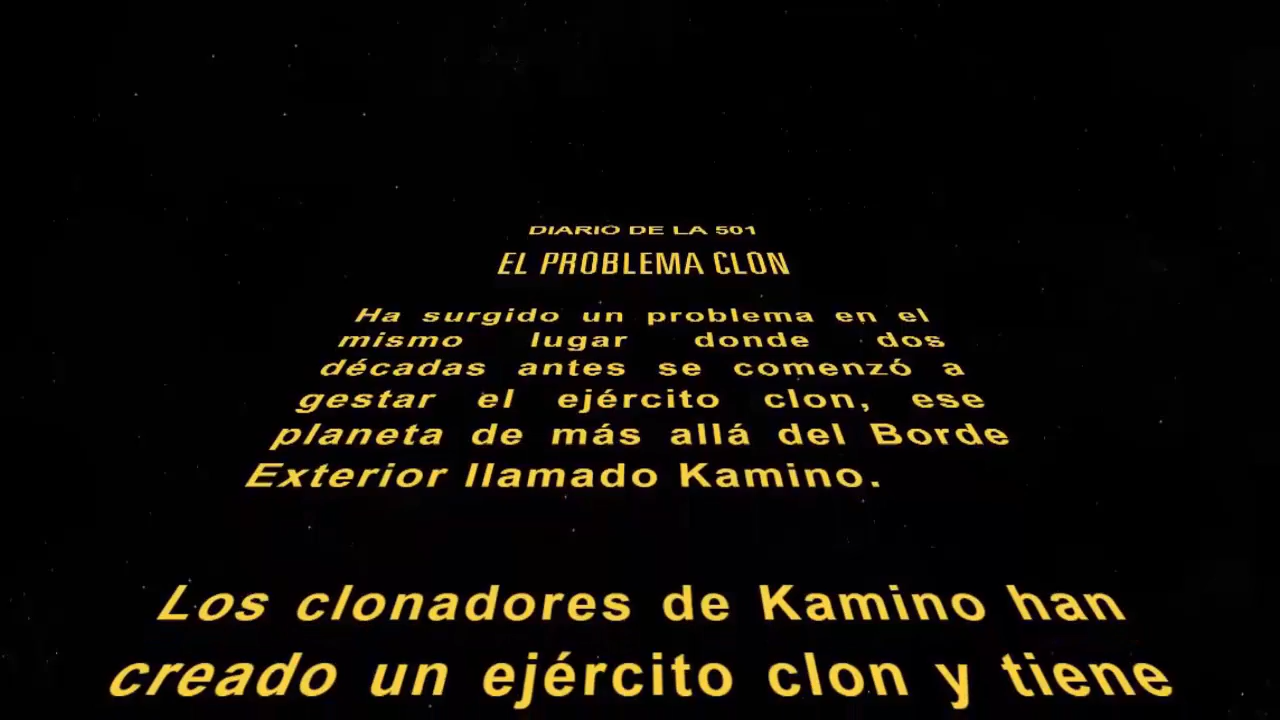 DIARIO DE LA 501
EL PROBLEMA CLON
Ha surgido un problema en el
mismo lugar donde dos
décadas antes se comenzó a
gestar el ejército clon, ese
planeta de más allá del Borde
Exterior llamado Kamino.
Los clonadores de Kamino han
creado un ejército clon y tiene